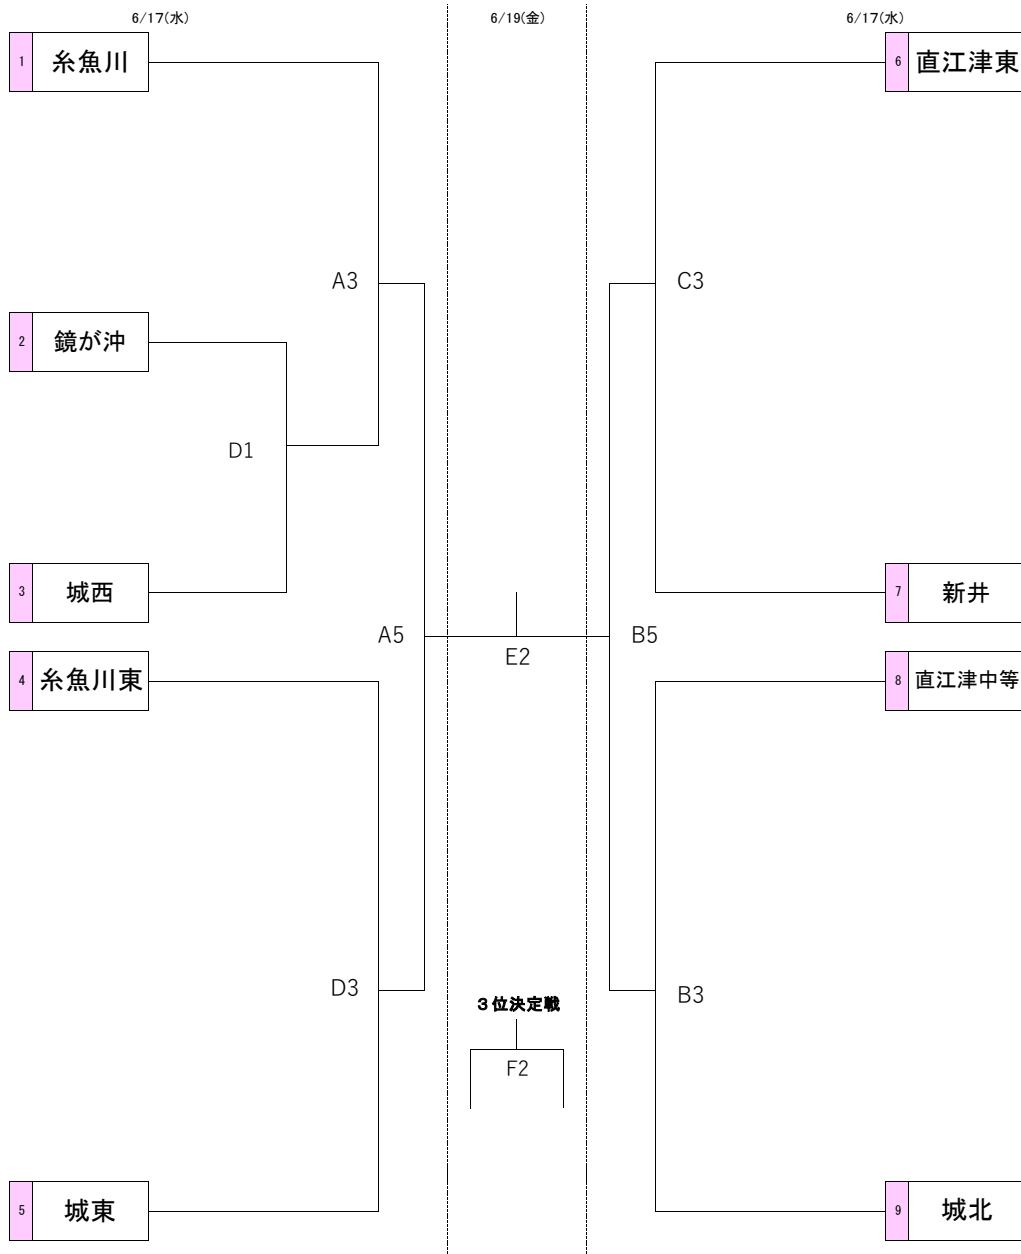 6/17(水)
6/19(金)
6/17(水)
1 糸魚川
6 直江津東
A3
C3
2 鏡が沖
D1
3 城西
7 新井
A5
B5
E2
4 糸魚川東
8 直江津中等
D3
B3
３位決定戦
F2
5 城東
9 城北